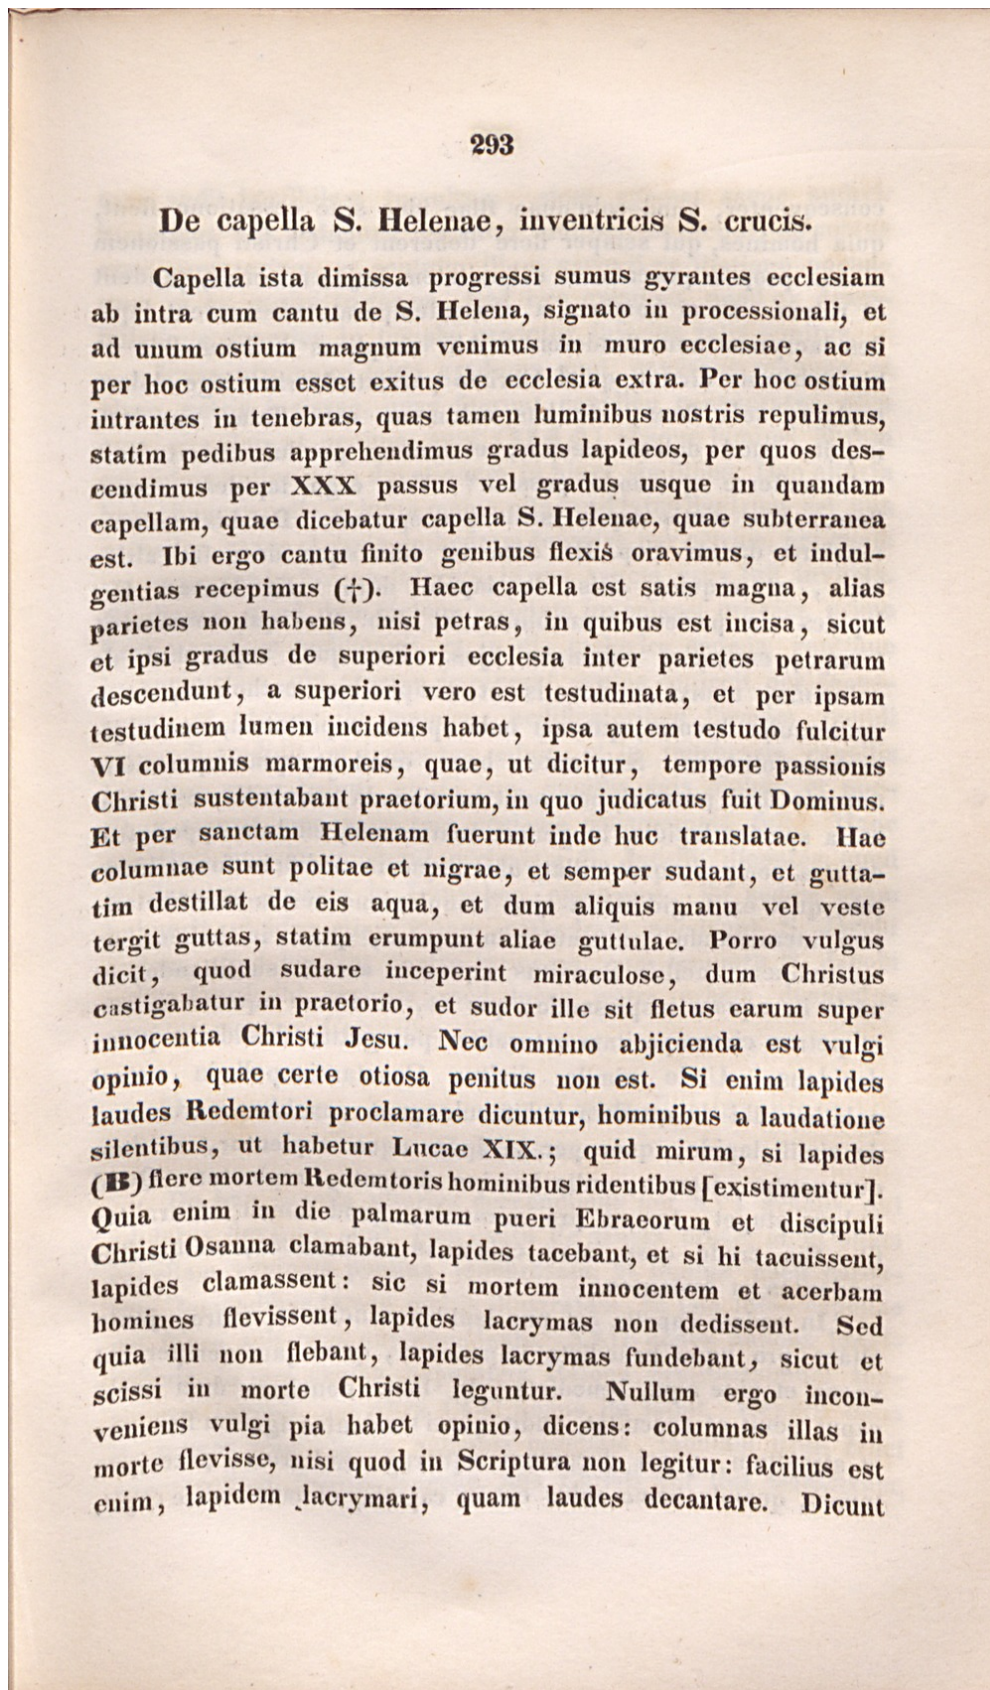 293
De capella S. Helenae, inventricis S. crucis.
Capella ista dimissa progressi sumus gyrantes ecclesiam
ab intra cum cantu de S. Helena, signato in processionali, et
ad unum ostium magnum venimus in muro ecclesiae, ac si
per hoc ostium esset exitus de ecclesia extra. Per hoc ostium
intrantes in tenebras, quas tamen luminibus nostris repulimus,
statim pedibus apprehendimus gradus lapideos, per quos des-
cendimus per XXX passus vel gradus usque in quandam
capellam, quae dicebatur capella S. Helenae, quae subterranea
est. Ibi ergo cantu finito genibus flexis oravimus, et indul-
gentias recepimus (†). Haec capella est satis magna, alias
parietes non habens, nisi petras, in quibus est incisa, sicut
et ipsi gradus de superiori ecclesia inter parietes petrarum
descendunt, a superiori vero est testudinata, et per ipsam
testudinem lumen incidens habet, ipsa autem testudo fulcitur
VI columnis marmoreis, quae, ut dicitur, tempore passionis
Christi sustentabant praetorium, in quo judicatus fuit Dominus.
Et per sanctam Helenam fuerunt inde huc translatae. Hae
columnae sunt politae et nigrae, et semper sudant, et gutta-
tim destillat de eis aqua, et dum aliquis manu vel veste
tergit guttas, statim erumpunt aliae guttulae. Porro vulgus
dicit, quod sudare inceperint miraculose, dum Christus
castigabatur in praetorio, et sudor ille sit fletus earum super
innocentia Christi Jesu. Nec omnino abjicienda est vulgi
opinio, quae certe otiosa penitus non est. Si enim lapides
laudes Redemtori proclamare dicuntur, hominibus a laudatione
silentibus, ut habetur Lucae XIX.; quid mirum, si lapides
(B) flere mortem Redemtoris hominibus ridentibus [existimentur].
Quia enim in die palmarum pueri Ebraeorum et discipuli
Christi Osanna clamabant, lapides tacebant, et si hi tacuissent,
lapides clamassent: sic si mortem innocentem et acerbam
homines flevissent, lapides lacrymas non dedissent. Sed
quia illi non flebant, lapides lacrymas fundebant, sicut et
scissi in morte Christi leguntur. Nullum ergo incon-
veniens vulgi pia habet opinio, dicens: columnas illas in
morte flevisse, nisi quod in Scriptura non legitur: facilius est
enim, lapidem lacrymari, quam laudes decantare. Dicunt